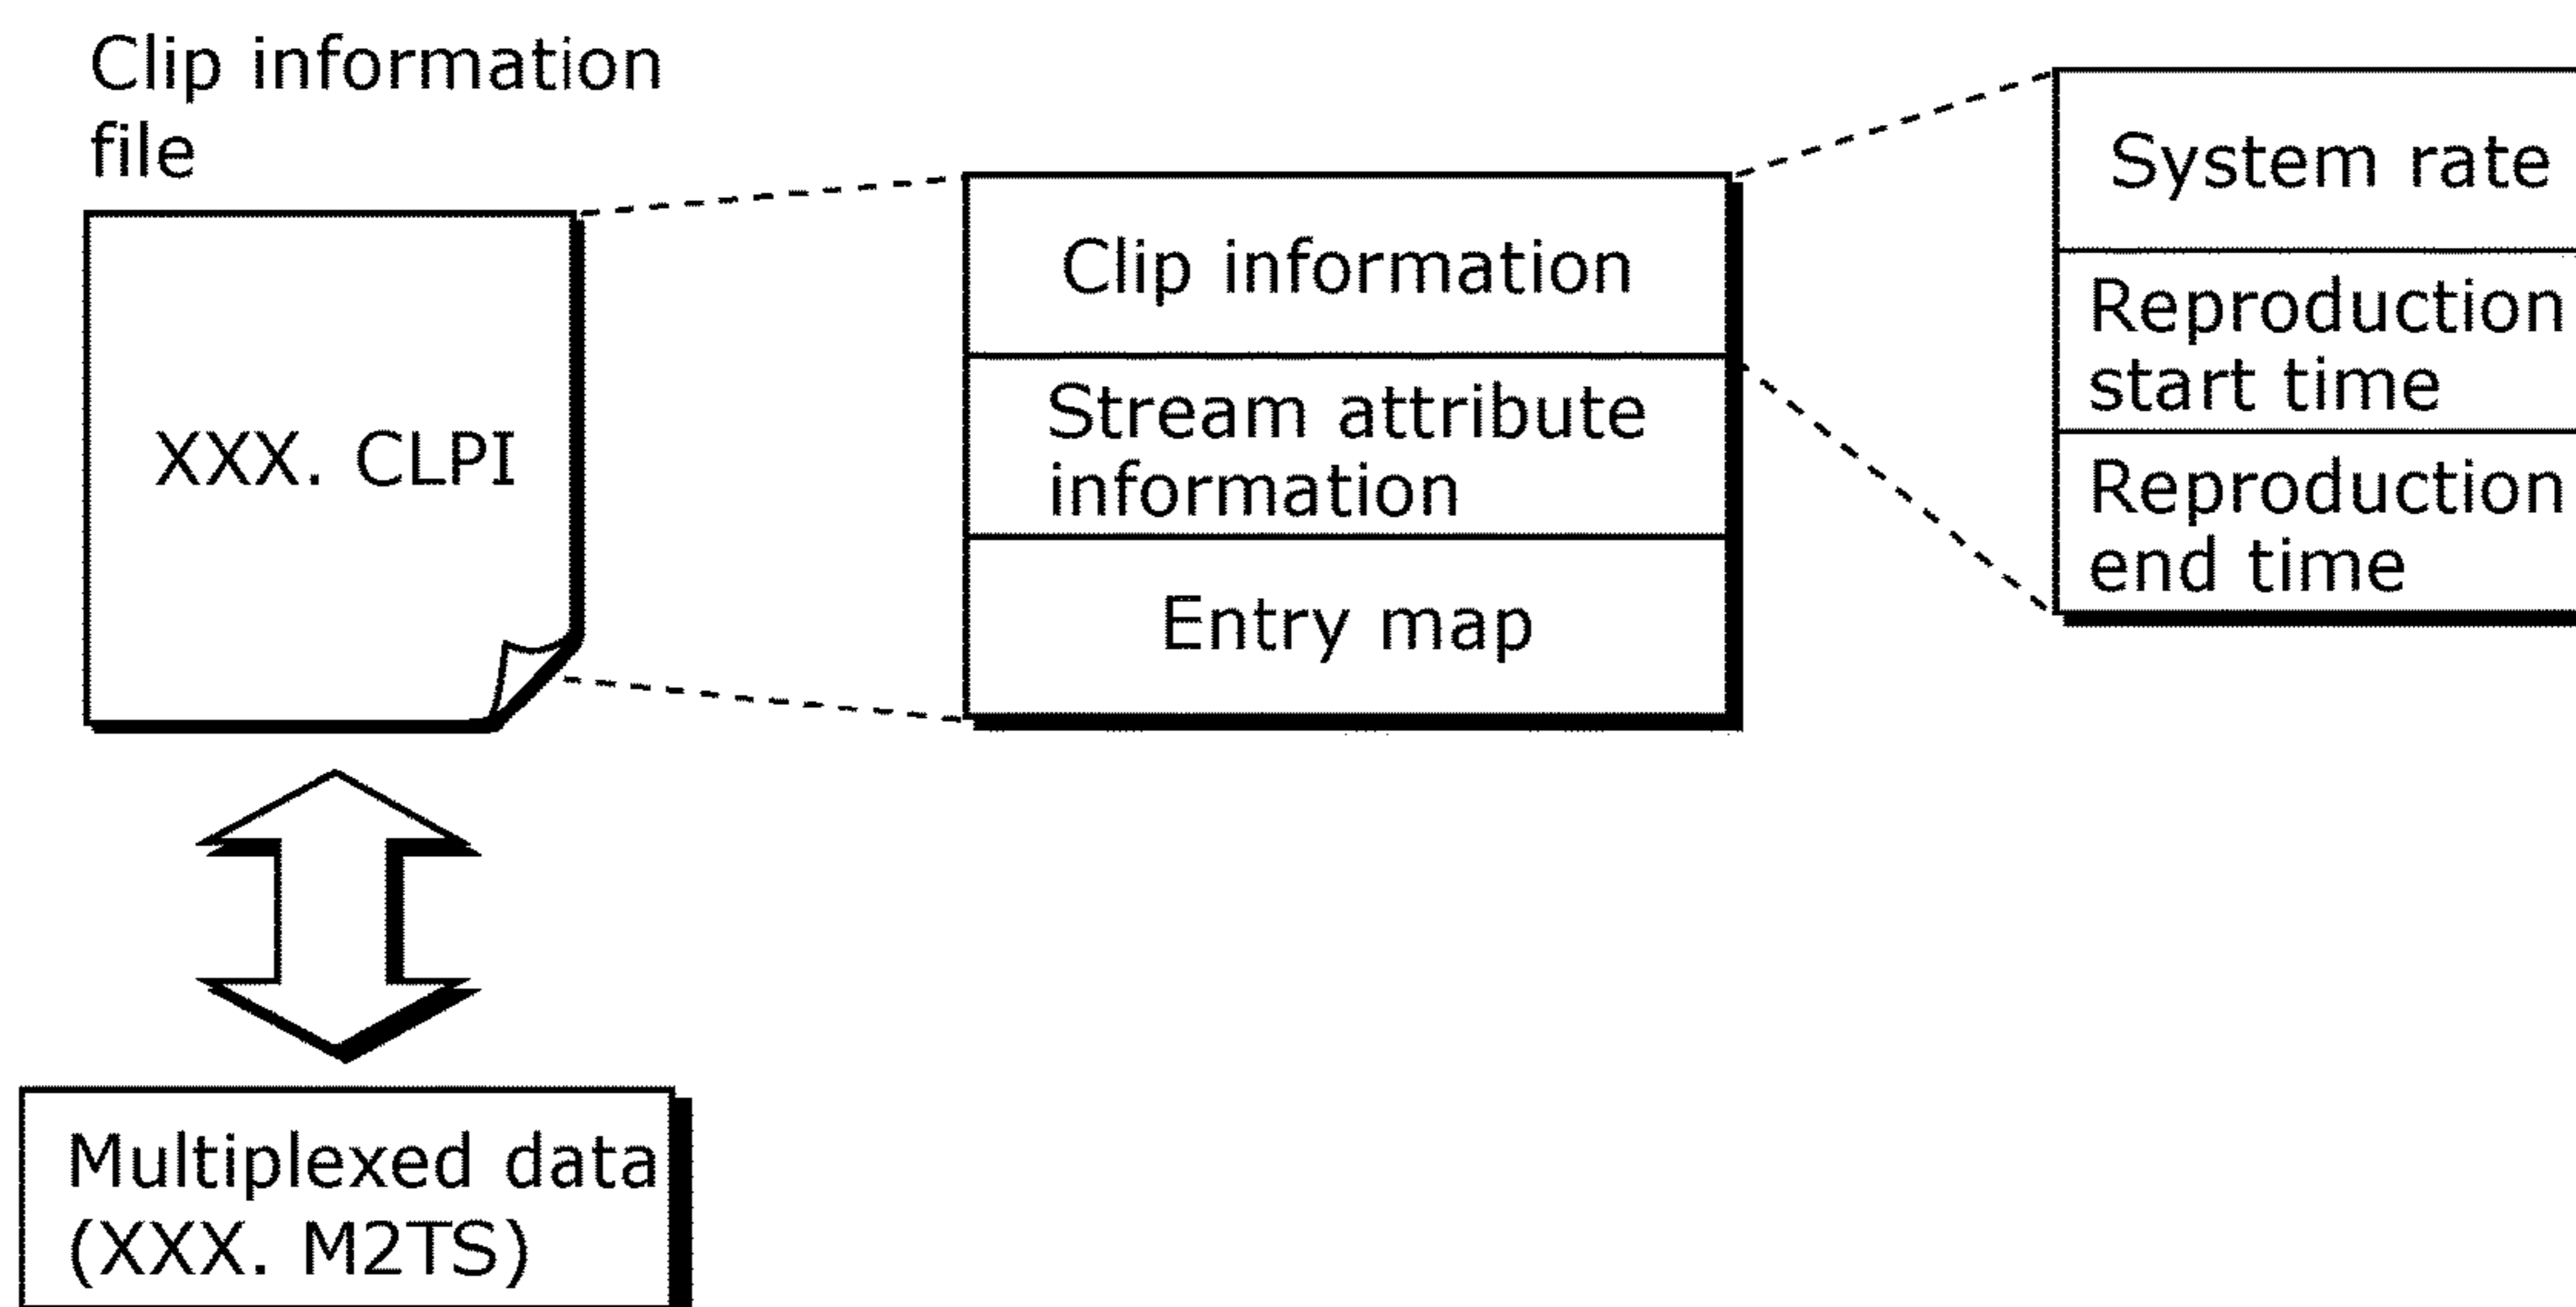 Clip information
file
XXX. CLPI
Multiplexed data
(XXX. M2TS)
Clip information
Stream attribute
information
Entry map
System rate
Reproduction
start time
Reproduction
end time